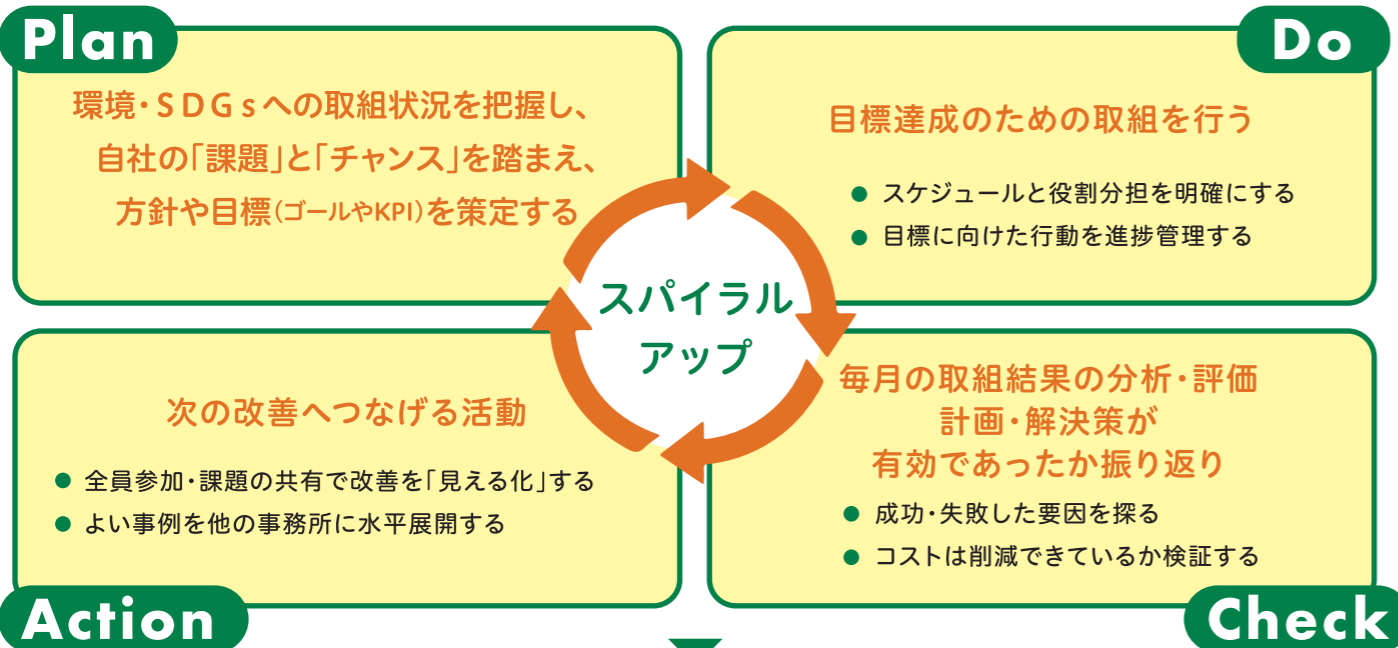 Plan
環境・SDGsへの取組状況を把握し、
自社の「課題」と「チャンス」を踏まえ、
方針や目標(ゴールやKPI)を策定する
Do
目標達成のための取組を行う
● スケジュールと役割分担を明確にする
● 目標に向けた行動を進捗管理する
スパイラル
アップ
毎月の取組結果の分析・評価
計画・解決策が
有効であったか振り返り
● 成功・失敗した要因を探る
● コストは削減できているか検証する
Check
次の改善へつなげる活動
● 全員参加・課題の共有で改善を「見える化」する
● よい事例を他の事務所に水平展開する
Action